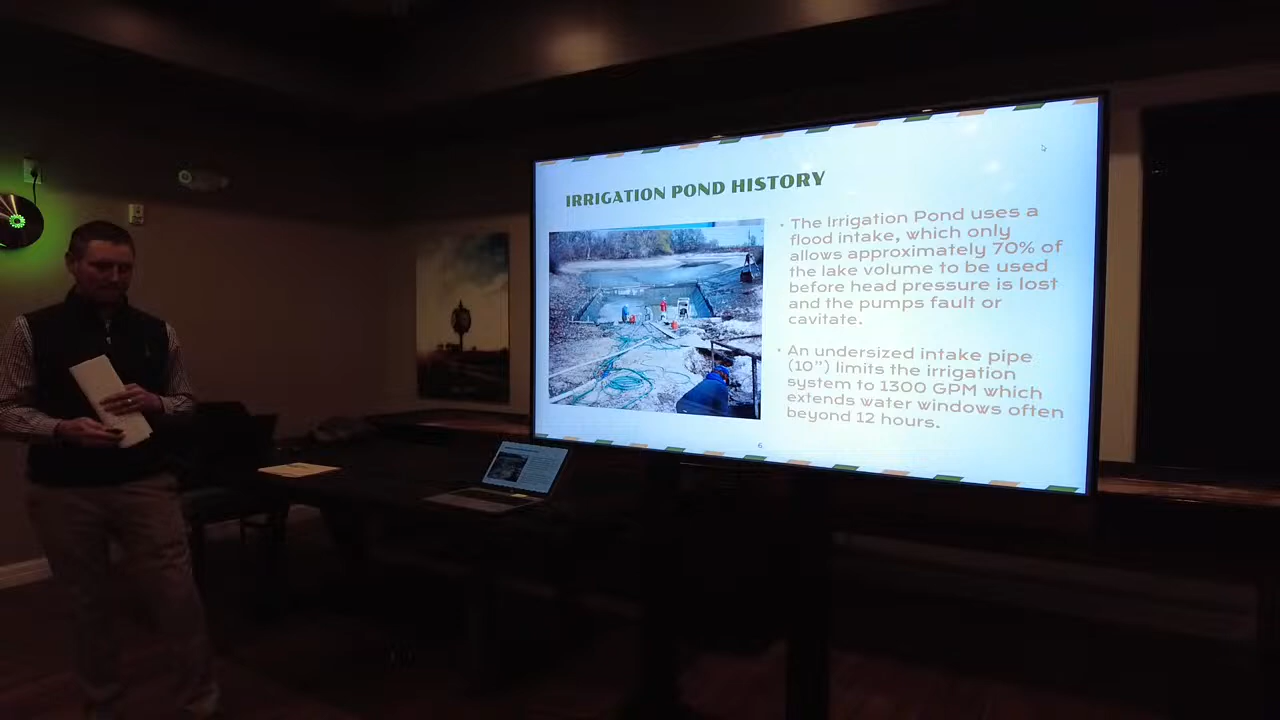 IRRIGATION POND HISTORY
• The Irrigation Pond uses a
flood intake, which only
allows approximately 70% of
the lake volume to be used
before head pressure is lost
and the pumps fault or
cavitate.
• An undersized intake pipe
(10”) limits the irrigation
system to 1300 GPM which
extends water windows often
beyond 12 hours.
6